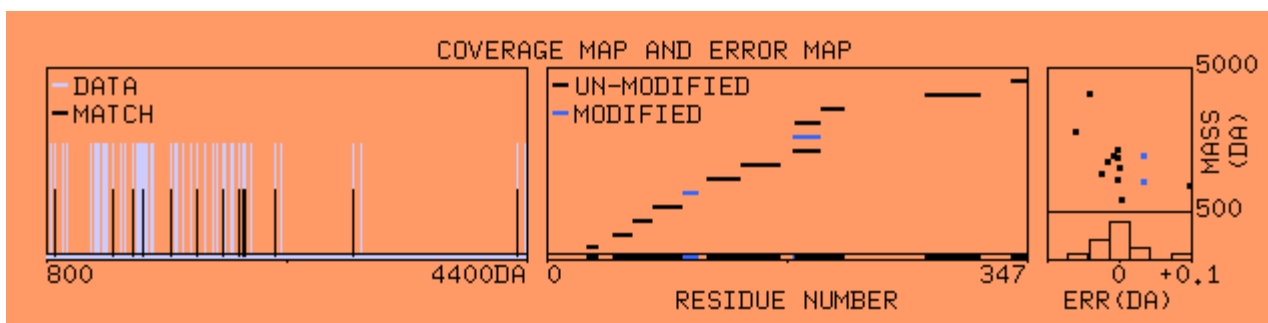 COVERAGE MAP AND ERROR MAP
DATA
MATCH
800
4400DA
UN-MODIFIED
MODIFIED
0
347
RESIDUE NUMBER
5000
500
MASS
(DA)
0
+0.1
ERR(DA)